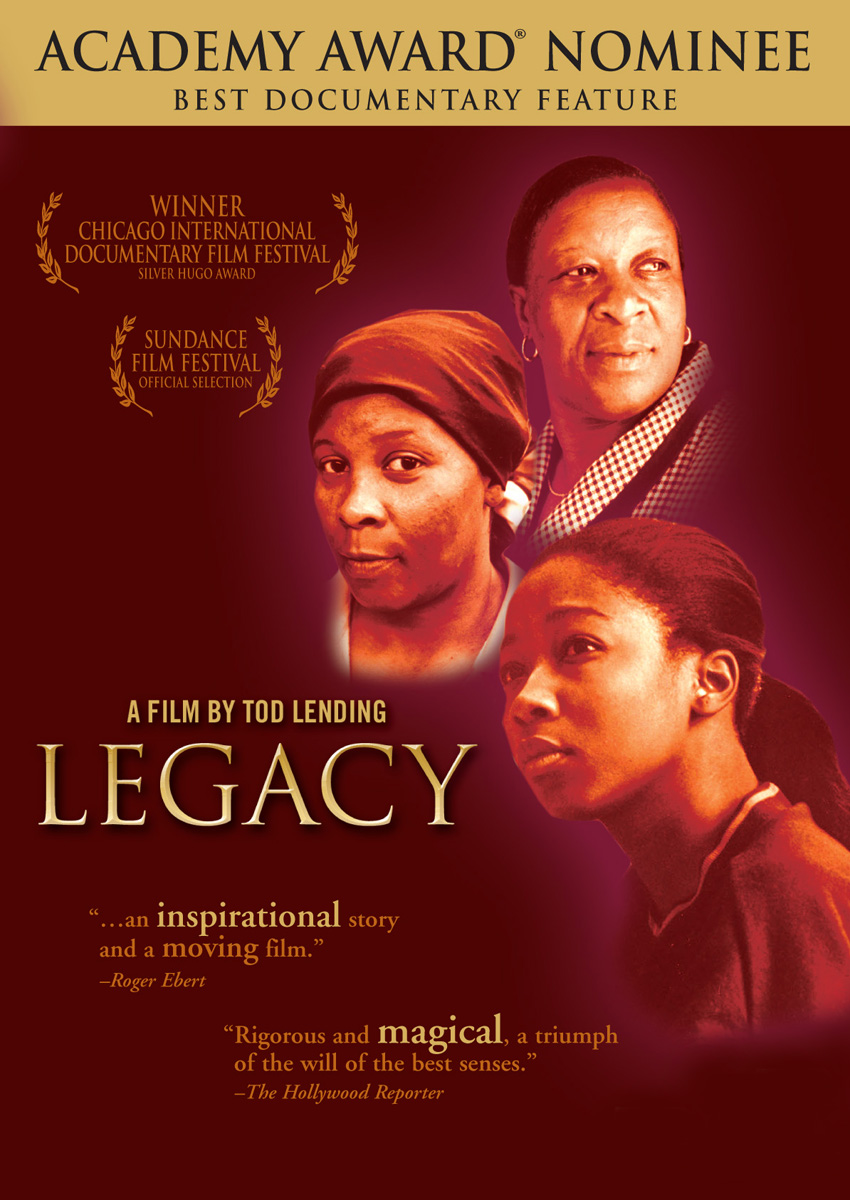 ACADEMY AWARD® NOMINEE
BEST DOCUMENTARY FEATURE
WINNER
CHICAGO INTERNATIONAL
DOCUMENTARY FILM FESTIVAL
SILVER HUGO AWARD
SUNDANCE
FILM FESTIVAL
OFFICIAL SELECTION
A FILM BY TOD LENDING
LEGACY
“…an inspirational story
and a moving film.”
–Roger Ebert
“Rigorous and magical, a triumph
of the will of the best senses.”
–The Hollywood Reporter